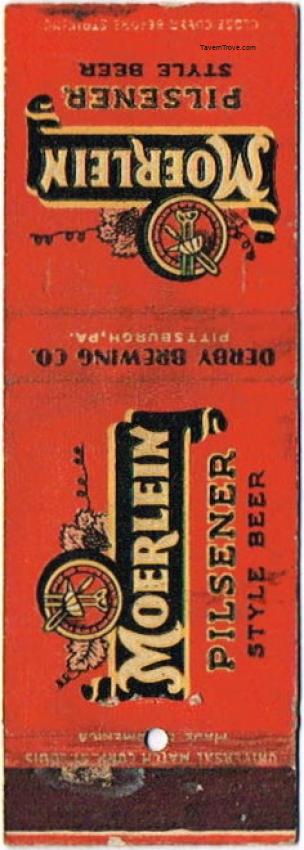 TavernTrove.com
CLOSE COVER BEFORE STRIKING
MOERLEIN
PILSENER
STYLE BEER
DERBY BREWING CO.
PITTSBURGH, PA.
MOERLEIN
PILSENER
STYLE BEER
MADE IN AMERICA
UNIVERSAL MATCH CORP. ST. LOUIS